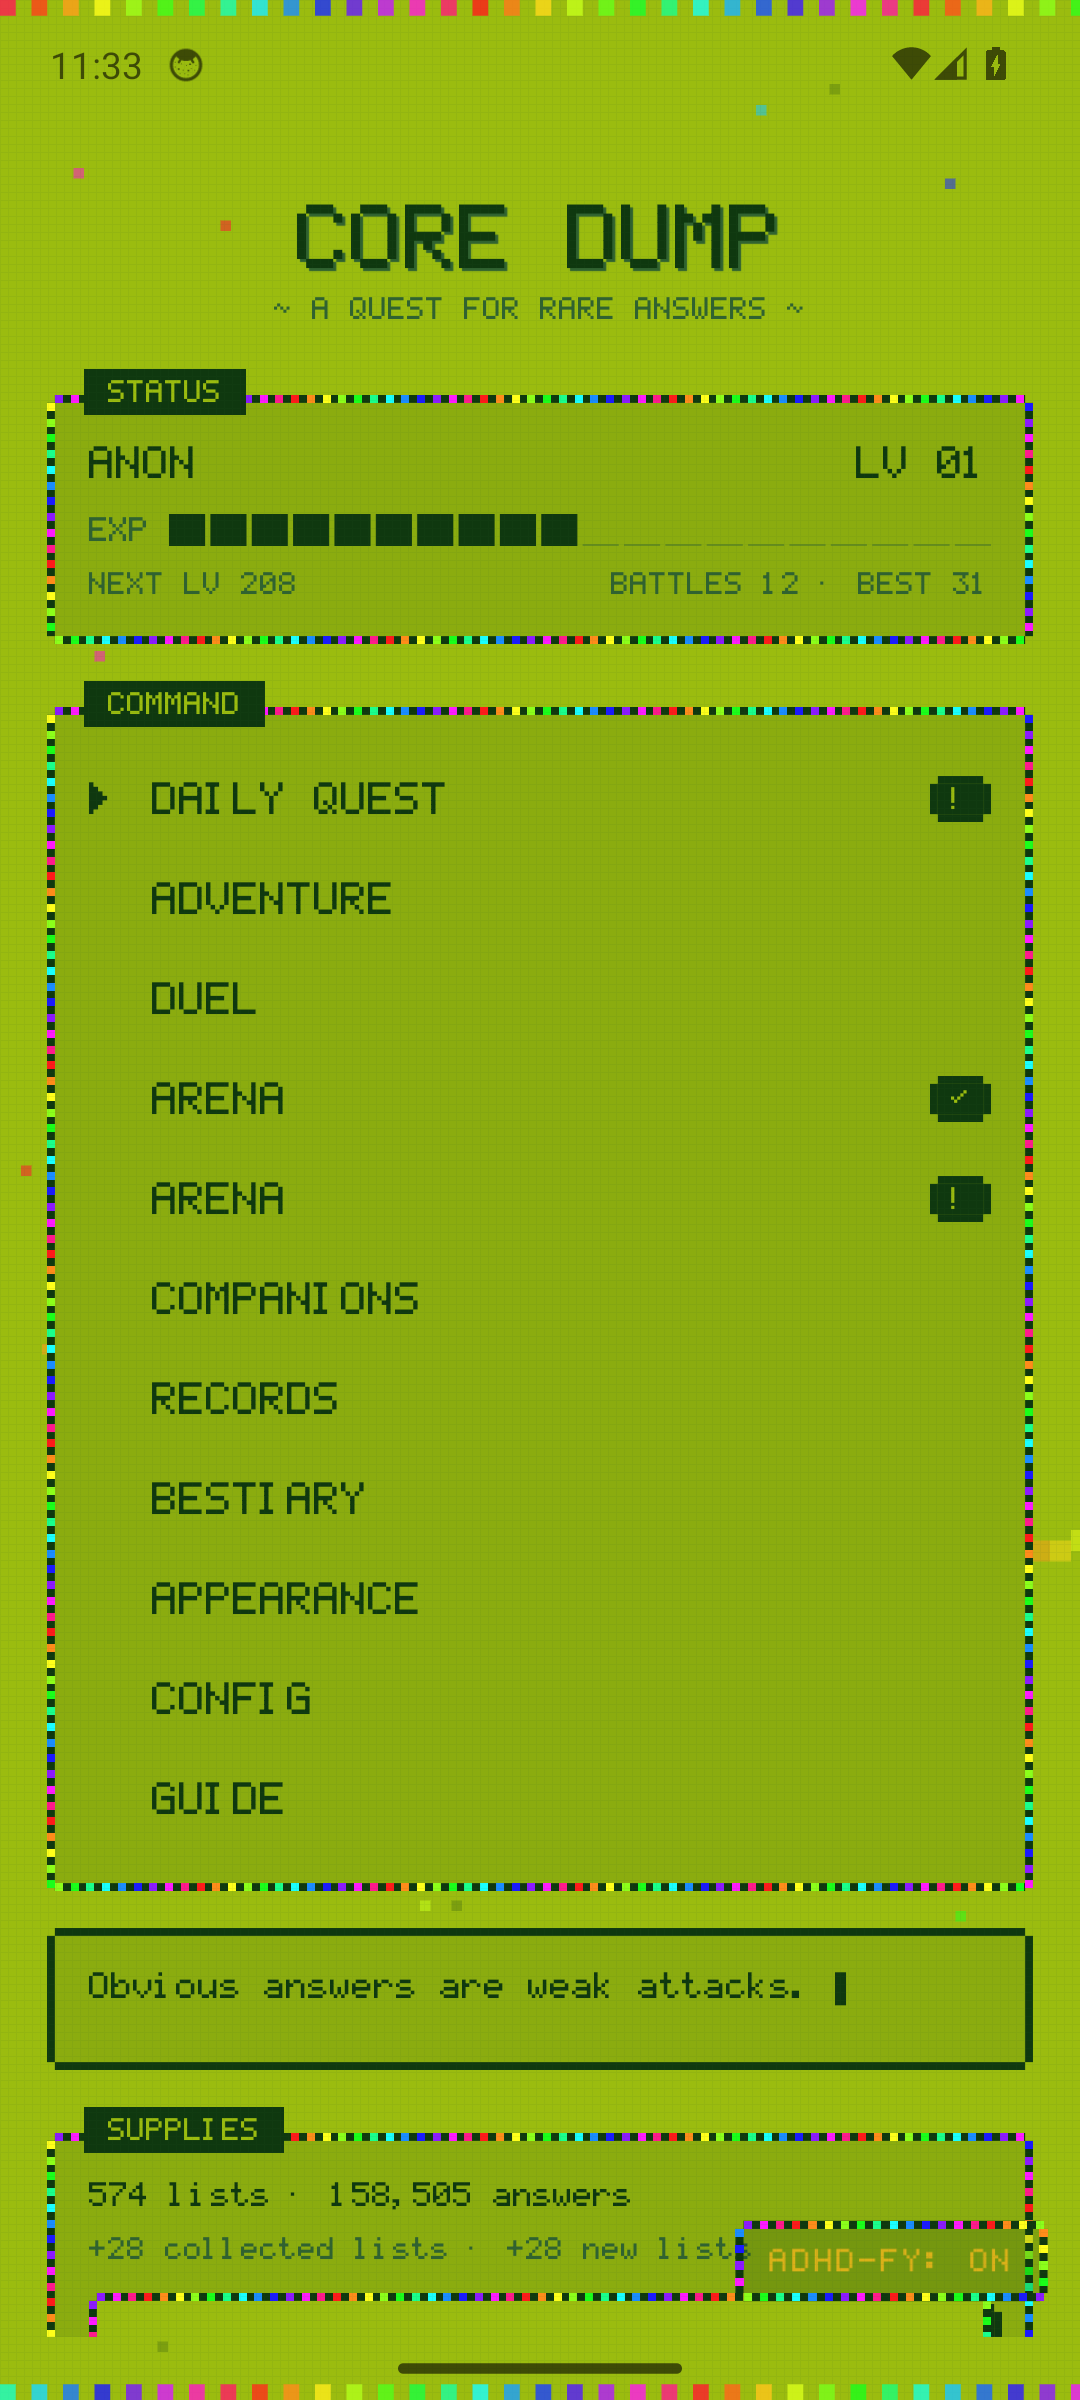 11:33
CORE DUMP
~ A QUEST FOR RARE ANSWERS ~
STATUS
ANON LV 01
EXP
NEXT LV 208 BATTLES 12 · BEST 31
COMMAND
DAILY QUEST !
ADVENTURE
DUEL
ARENA ✓
ARENA !
COMPANIONS
RECORDS
BESTIARY
APPEARANCE
CONFIG
GUIDE
Obvious answers are weak attacks.
SUPPLIES
574 lists · 158,505 answers
+28 collected lists · +28 new lists
ADHD-FY: ON